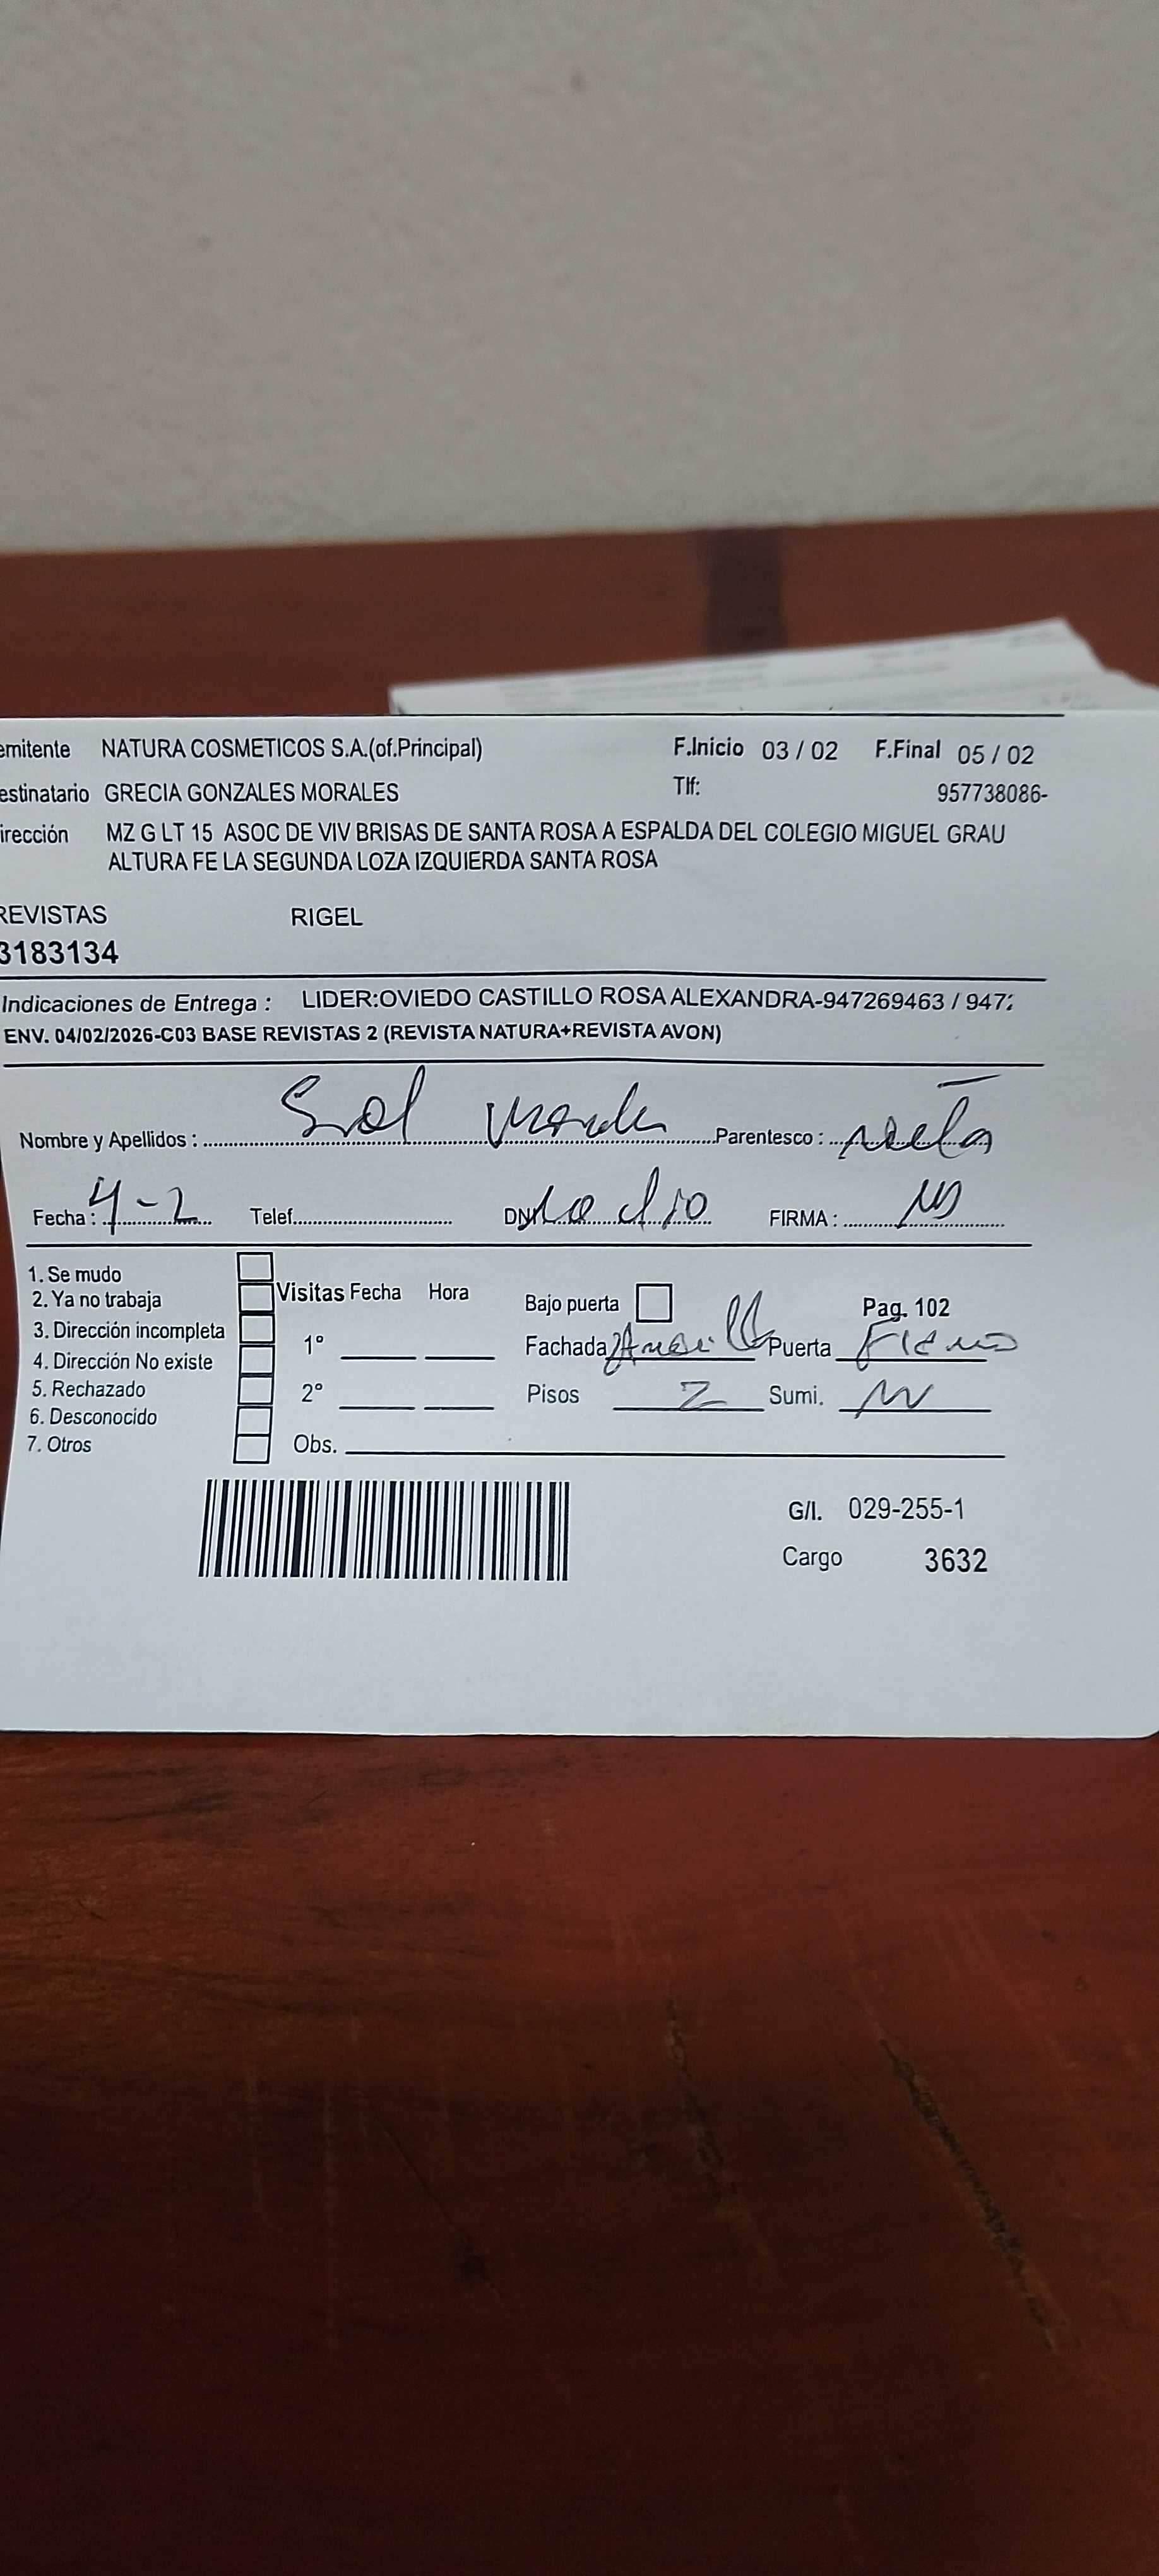 emitente NATURA COSMETICOS S.A.(of.Principal) F.Inicio 03 / 02 F.Final 05 / 02
estinatario GRECIA GONZALES MORALES Tlf: 957738086-
irección MZ G LT 15 ASOC DE VIV BRISAS DE SANTA ROSA A ESPALDA DEL COLEGIO MIGUEL GRAU
ALTURA FE LA SEGUNDA LOZA IZQUIERDA SANTA ROSA
REVISTAS RIGEL
3183134
Indicaciones de Entrega : LIDER:OVIEDO CASTILLO ROSA ALEXANDRA-947269463 / 947
ENV. 04/02/2026-C03 BASE REVISTAS 2 (REVISTA NATURA+REVISTA AVON)
Nombre y Apellidos : Sol Parentesco :
Fecha : 4-2 Telef. DNI no dio FIRMA :
1. Se mudo
2. Ya no trabaja
3. Dirección incompleta
4. Dirección No existe
5. Rechazado
6. Desconocido
7. Otros
Visitas Fecha Hora
1°
2°
Obs.
Bajo puerta Pag. 102
Fachada Amarillo Puerta Fierro
Pisos 2 Sumi.
G/I. 029-255-1
Cargo 3632